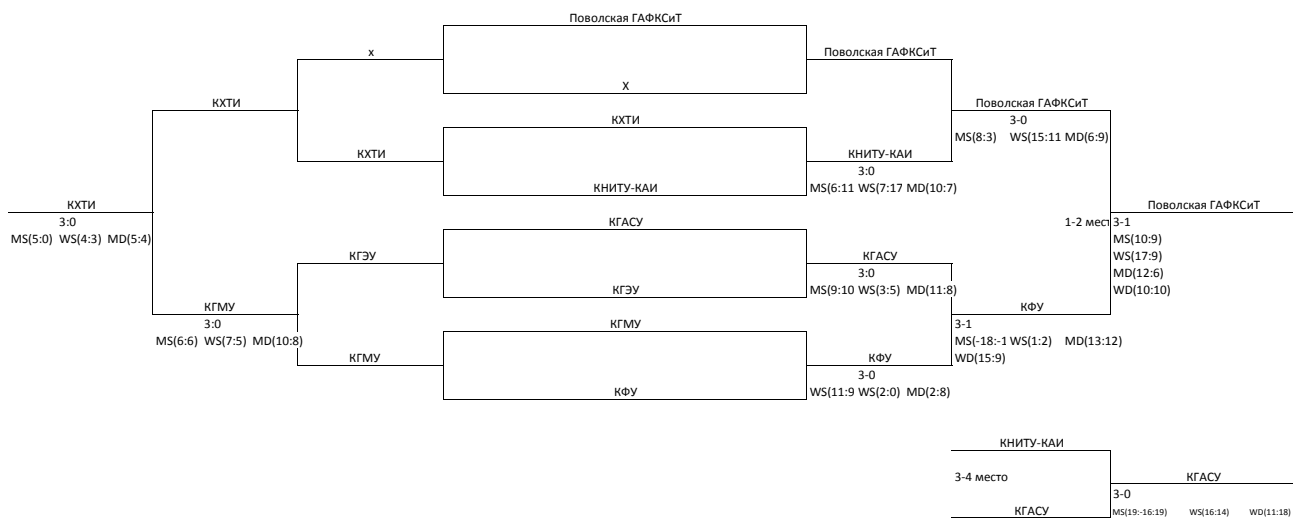 Поволская ГАФКСиТ
х
Поволская ГАФКСиТ
Х
КХТИ
Поволская ГАФКСиТ
КХТИ
3-0
MS(8:3) WS(15:11 MD(6:9)
КХТИ
КНИТУ-КАИ
3:0
КНИТУ-КАИ
MS(6:11 WS(7:17 MD(10:7)
КХТИ
Поволская ГАФКСиТ
3:0
MS(5:0) WS(4:3) MD(5:4)
КГАСУ
1-2 мест
3-1
MS(10:9)
WS(17:9)
MD(12:6)
WD(10:10)
КГЭУ
КГАСУ
3:0
КГЭУ
MS(9:10 WS(3:5) MD(11:8)
КГМУ
КФУ
3:0
MS(6:6) WS(7:5) MD(10:8)
КГМУ
3-1
MS(-18:-1 WS(1:2) MD(13:12)
WD(15:9)
КГМУ
КФУ
3-0
КФУ
WS(11:9 WS(2:0) MD(2:8)
КНИТУ-КАИ
3-4 место
КГАСУ
3-0
КГАСУ
MS(19:-16:19) WS(16:14) WD(11:18)